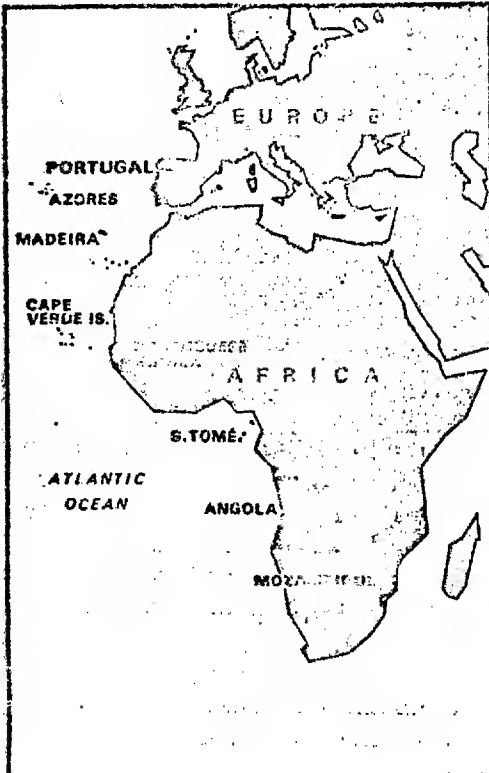 EUROPE
PORTUGAL
AZORES
MADEIRA
CAPE
VERDE IS.
AFRICA
S.TOMÉ
ATLANTIC
OCEAN
ANGOLA